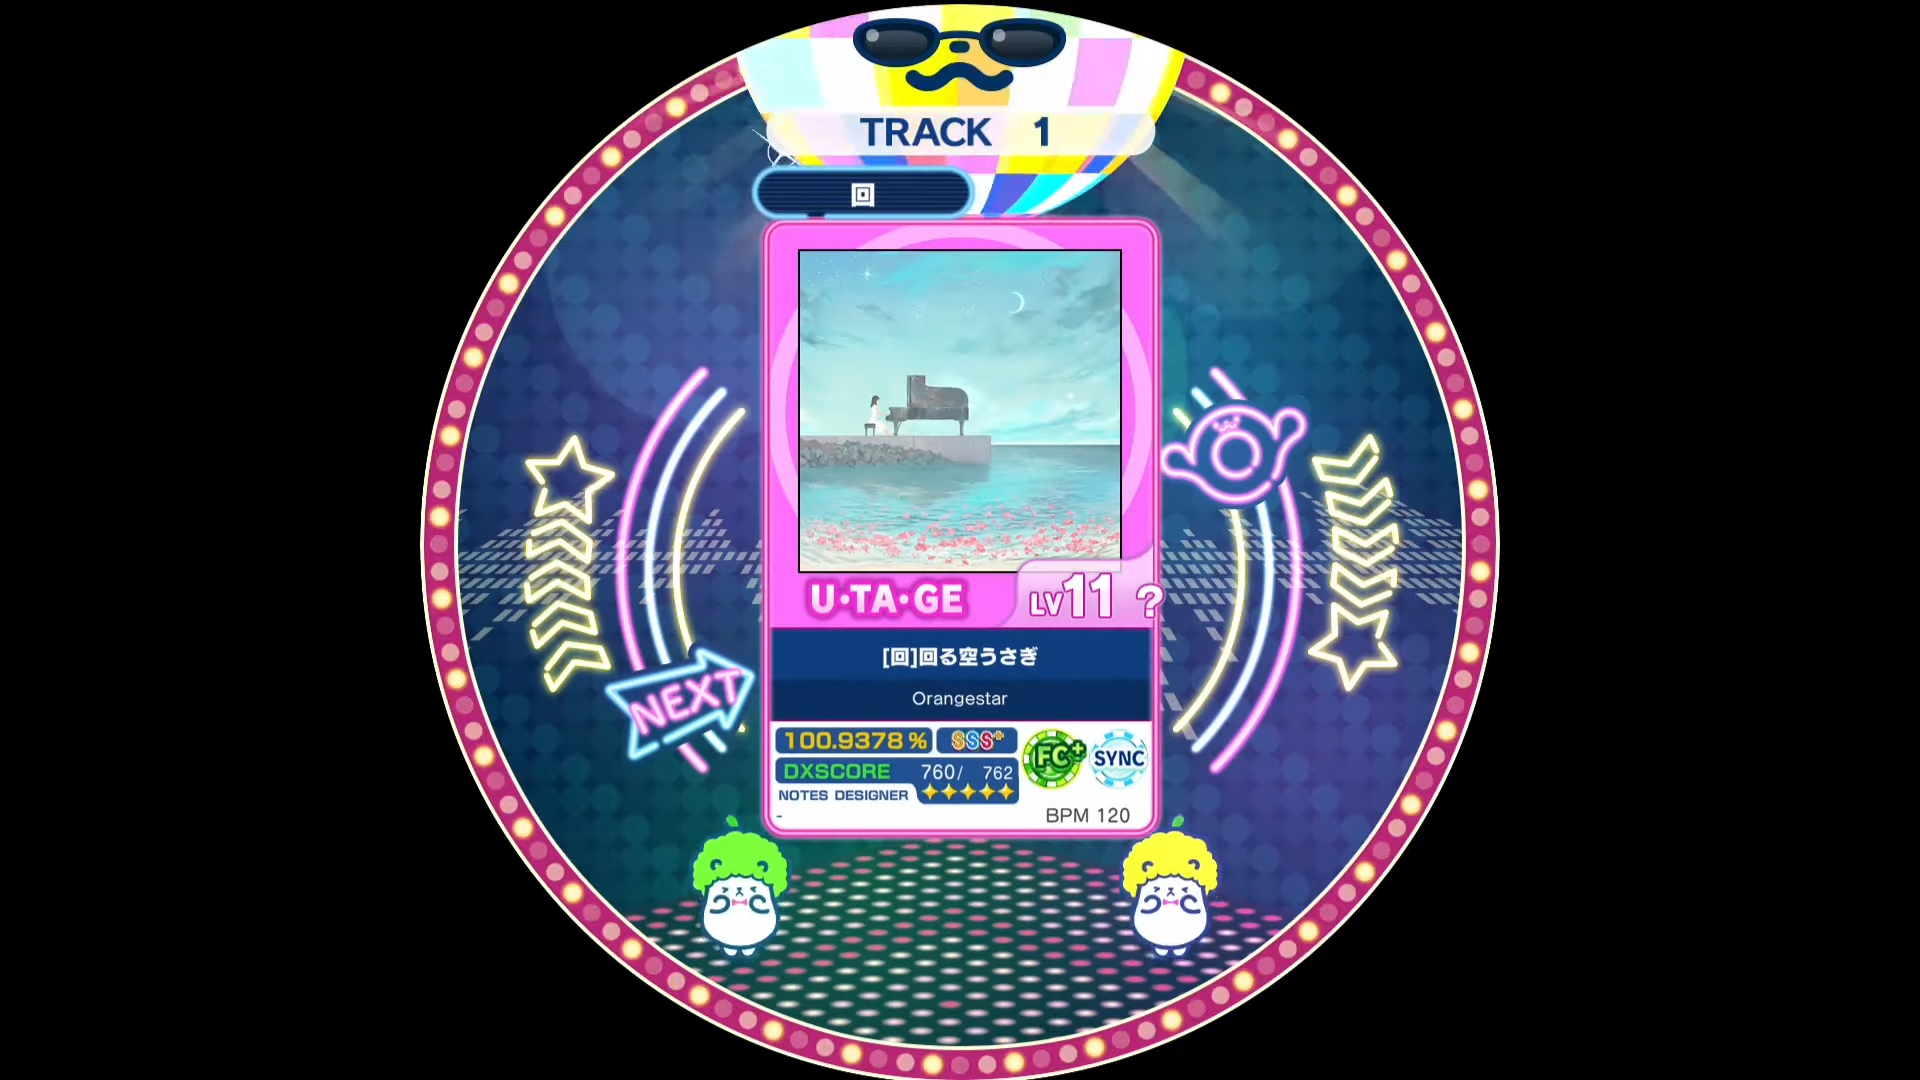 TRACK 1
回
U・TA・GE
LV11 ?
[回]回る空うさぎ
Orangestar
NEXT
100.9378% SSS+
FC+ SYNC
DXSCORE 760/ 762
NOTES DESIGNER
-
BPM 120